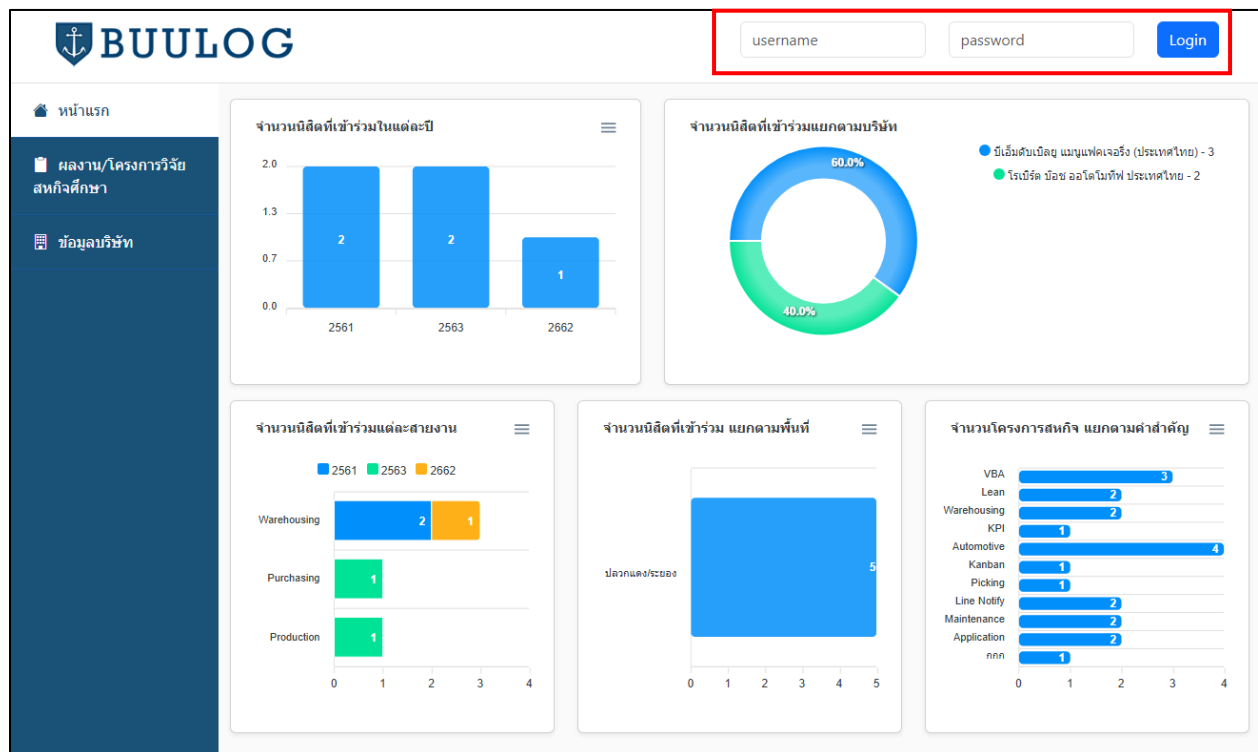 BUULOG
username
password
Login
หน้าแรก
ผลงาน/โครงการวิจัย
สหกิจศึกษา
ข้อมูลบริษัท
จำนวนนิสิตที่เข้าร่วมในแต่ละปี
2.0
1.3
0.7
0.0
2
2
1
2561
2563
2662
จำนวนนิสิตที่เข้าร่วมแยกตามบริษัท
60.0%
40.0%
บีเอ็มดับเบิลยู แมนูแฟคเจอริ่ง (ประเทศไทย) - 3
โรเบิร์ต บ๊อช ออโตโมทีฟ ประเทศไทย - 2
จำนวนนิสิตที่เข้าร่วมแต่ละสายงาน
2561 2563 2662
Warehousing 2 1
Purchasing 1
Production 1
0 1 2 3 4
จำนวนนิสิตที่เข้าร่วม แยกตามพื้นที่
ปลวกแดง/ระยอง 5
0 1 2 3 4 5
จำนวนโครงการสหกิจ แยกตามคำสำคัญ
VBA 3
Lean 2
Warehousing 2
KPI 1
Automotive 4
Kanban 1
Picking 1
Line Notify 2
Maintenance 2
Application 2
กกก 1
0 1 2 3 4